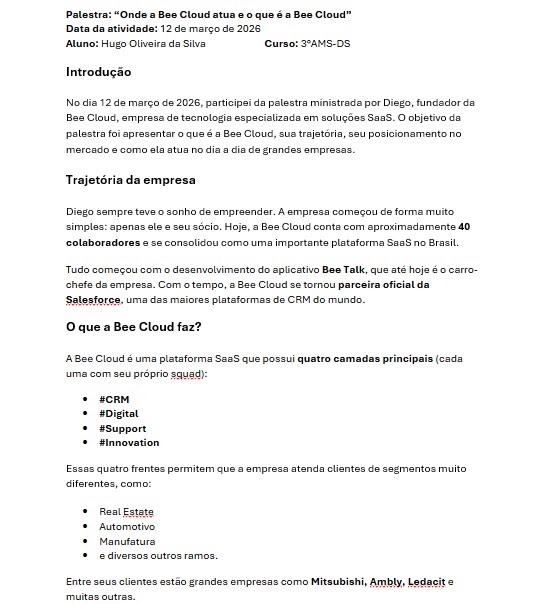 Palestra: “Onde a Bee Cloud atua e o que é a Bee Cloud”
Data da atividade: 12 de março de 2026
Aluno: Hugo Oliveira da Silva Curso: 3ºAMS-DS
Introdução
No dia 12 de março de 2026, participei da palestra ministrada por Diego, fundador da
Bee Cloud, empresa de tecnologia especializada em soluções SaaS. O objetivo da
palestra foi apresentar o que é a Bee Cloud, sua trajetória, seu posicionamento no
mercado e como ela atua no dia a dia de grandes empresas.
Trajetória da empresa
Diego sempre teve o sonho de empreender. A empresa começou de forma muito
simples: apenas ele e seu sócio. Hoje, a Bee Cloud conta com aproximadamente 40
colaboradores e se consolidou como uma importante plataforma SaaS no Brasil.
Tudo começou com o desenvolvimento do aplicativo Bee Talk, que até hoje é o carro-
chefe da empresa. Com o tempo, a Bee Cloud se tornou parceira oficial da
Salesforce, uma das maiores plataformas de CRM do mundo.
O que a Bee Cloud faz?
A Bee Cloud é uma plataforma SaaS que possui quatro camadas principais (cada
uma com seu próprio squad):
• #CRM
• #Digital
• #Support
• #Innovation
Essas quatro frentes permitem que a empresa atenda clientes de segmentos muito
diferentes, como:
• Real Estate
• Automotivo
• Manufatura
• e diversos outros ramos.
Entre seus clientes estão grandes empresas como Mitsubishi, Ambly, Ledacit e
muitas outras.